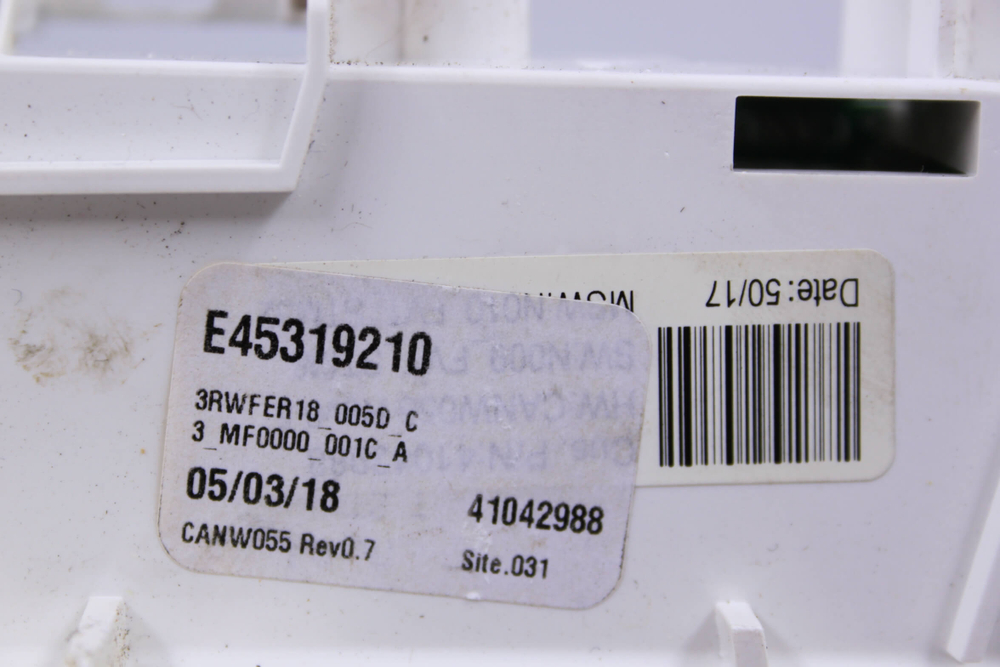 E45319210
3RWFER18_005D_C
3_MF0000_001C_A
05/03/18
41042988
CANW055 Rev0.7
Site.031
Date:50/17